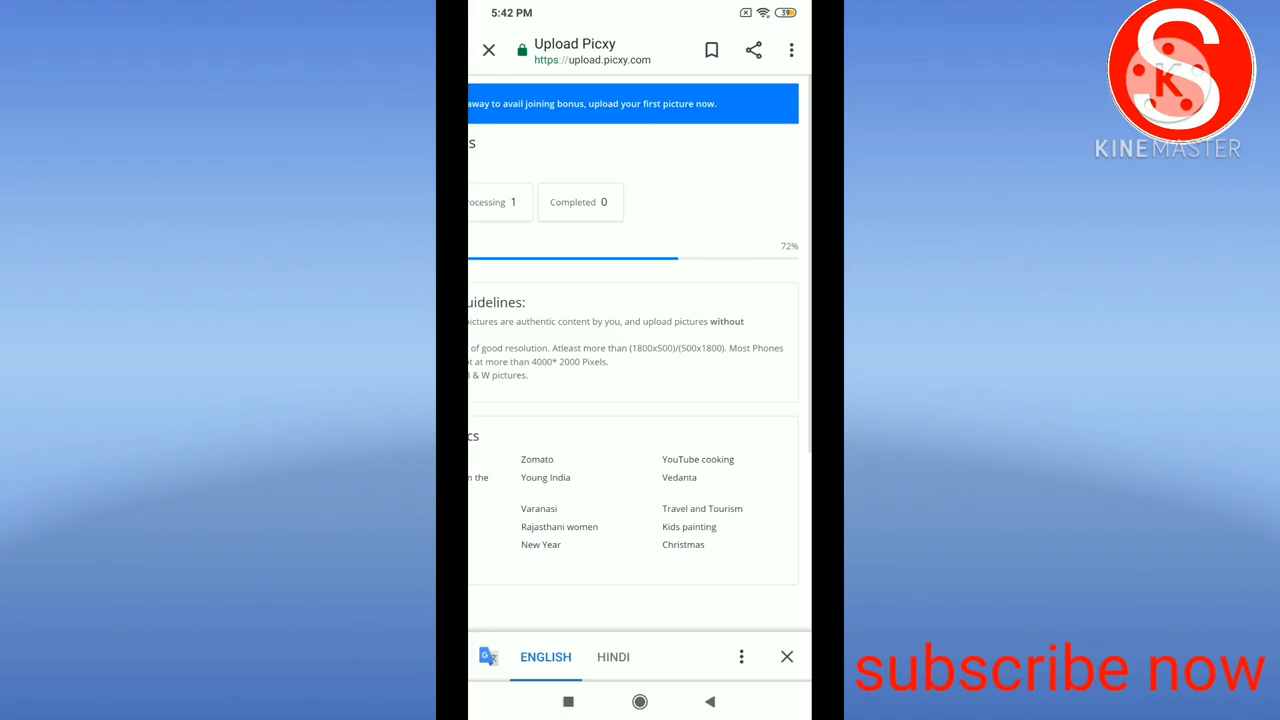 5:42 PM
39
Upload Picxy
https://upload.picxy.com
away to avail joining bonus, upload your first picture now.
s
ocessing 1
Completed 0
72%
uidelines:
ictures are authentic content by you, and upload pictures without
of good resolution. Atleast more than (1800x500)/(500x1800). Most Phones
t at more than 4000* 2000 Pixels.
& W pictures.
cs
Zomato
YouTube cooking
n the
Young India
Vedanta
Varanasi
Travel and Tourism
Rajasthani women
Kids painting
New Year
Christmas
G
ENGLISH
HINDI
S
K
KINEMASTER
subscribe now